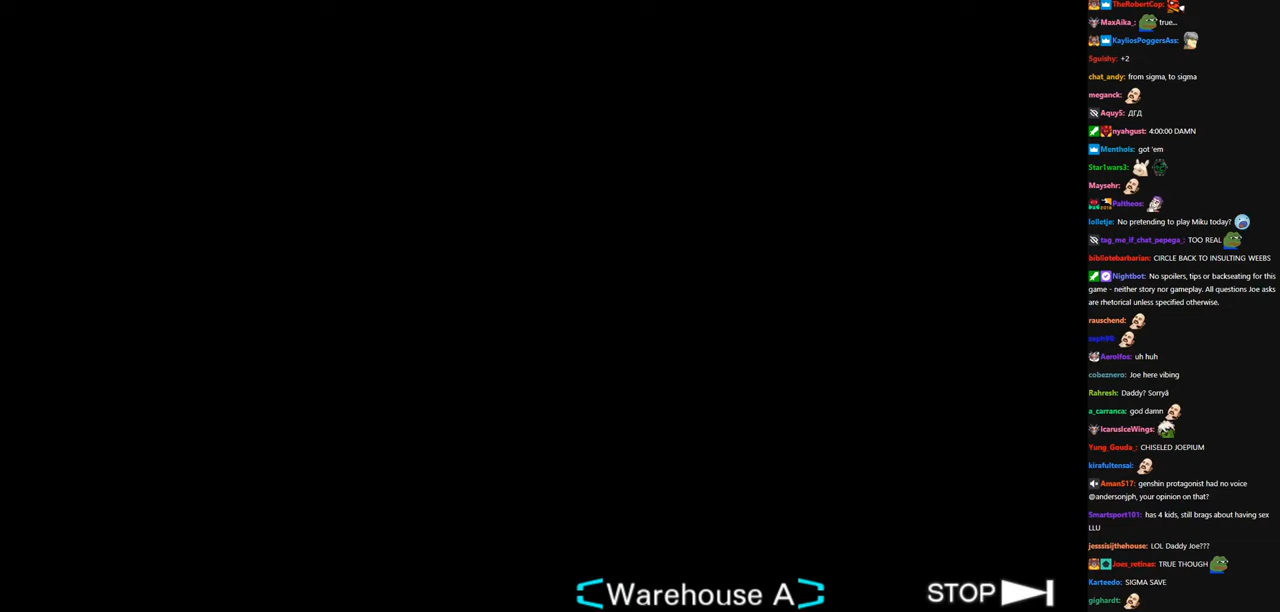 TheRobertCop:
MaxAika_: true...
KayliosPoggersAss:
Sguishy: +2
chat_andy: from sigma, to sigma
meganck:
Aquy5: ДГД
nyahgust: 4:00:00 DAMN
Menthols: got 'em
Star1wars3:
Maysehr:
Paltheos:
lolletje: No pretending to play Miku today?
tag_me_if_chat_pepega_: TOO REAL
bibliotebarbarian: CIRCLE BACK TO INSULTING WEEBS
Nightbot: No spoilers, tips or backseating for this
game - neither story nor gameplay. All questions Joe asks
are rhetorical unless specified otherwise.
rauschend:
Aerolfos: uh huh
cobeznero: Joe here vibing
Rahresh: Daddy? Sorryâ
a_carranca: god damn
IcarusIceWings:
Yung_Gouda_: CHISELED JOEPIUM
kirafultensai:
AmanS17: genshin protagonist had no voice
@andersonjph, your opinion on that?
Smartsport101: has 4 kids, still brags about having sex
LLU
jesssisijthehouse: LOL Daddy Joe???
Joes_retinas: TRUE THOUGH
Karteedo: SIGMA SAVE
gighardt:
Warehouse A
STOP